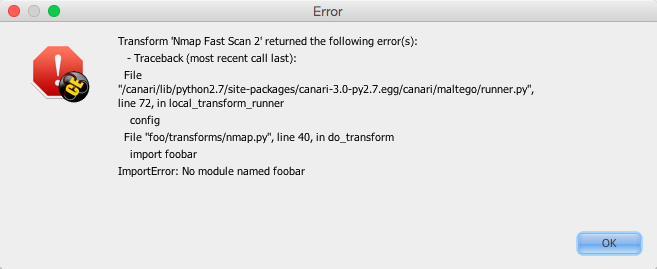 Error
Transform 'Nmap Fast Scan 2' returned the following error(s):
- Traceback (most recent call last):
File
"/canari/lib/python2.7/site-packages/canari-3.0-py2.7.egg/canari/maltego/runner.py",
line 72, in local_transform_runner
config
File "foo/transforms/nmap.py", line 40, in do_transform
import foobar
ImportError: No module named foobar
OK